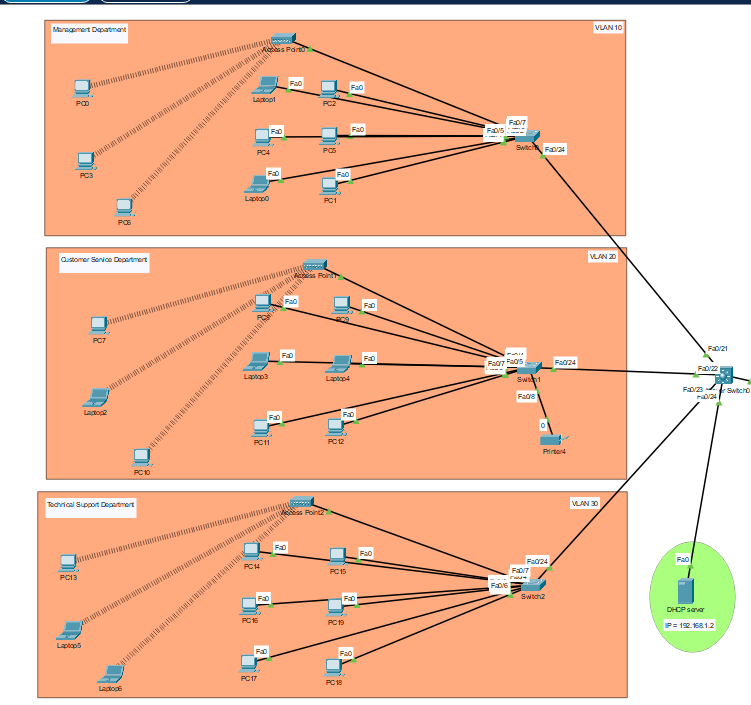 Management Department
VLAN 10
Access Point0
PC0
Laptop1
Fa0
PC2
Fa0
Fa0/7
Fa0/5
Switch0
Fa0/24
PC4
Fa0
PC5
Fa0
PC3
Laptop0
Fa0
PC1
Fa0
PC6
Customer Service Department
VLAN 20
Access Point1
Fa0
PC9
Fa0
PC7
Laptop3
Fa0
Laptop4
Fa0
Fa0/7
Fa0/5
Switch1
Fa0/24
Fa0/8
Laptop2
PC11
Fa0
PC12
Fa0
0
Printer4
PC10
Fa0/21
Fa0/22
Fa0/23
Fa0/24
Switch0
Technical Support Department
VLAN 30
Access Point2
PC14
Fa0
PC15
Fa0
PC13
Fa0/24
Fa0/7
Fa0/6
Switch2
PC16
Fa0
PC19
Fa0
Laptop5
PC17
Fa0
PC18
Fa0
Laptop6
Fa0
DHCP server
IP = 192.168.1.2